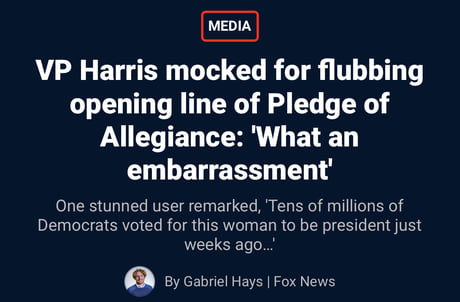 MEDIA
VP Harris mocked for flubbing
opening line of Pledge of
Allegiance: 'What an
embarrassment'
One stunned user remarked, 'Tens of millions of
Democrats voted for this woman to be president just
weeks ago...'
By Gabriel Hays | Fox News